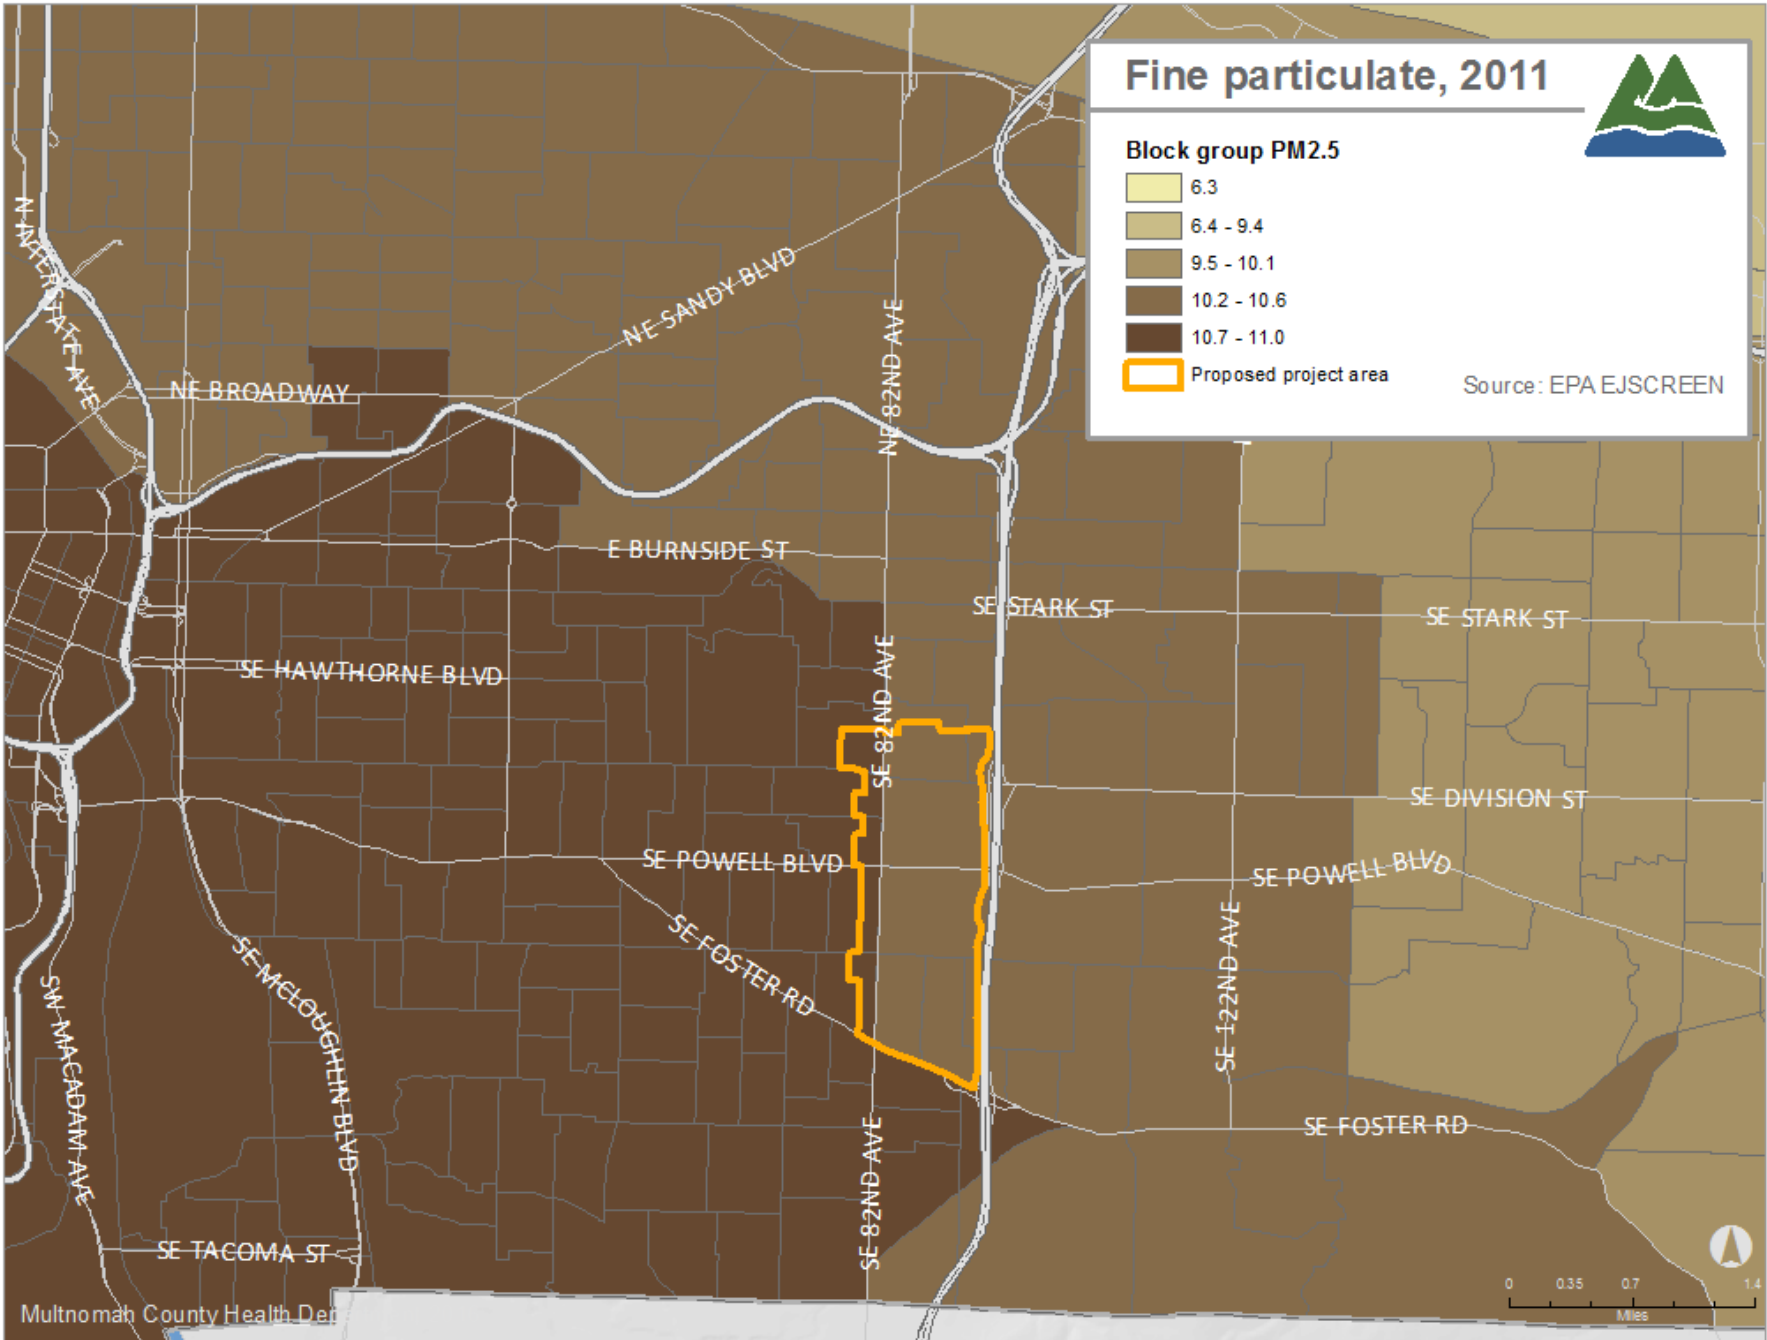 Fine particulate, 2011
Block group PM2.5
6.3
6.4 - 9.4
9.5 - 10.1
10.2 - 10.6
10.7 - 11.0
Proposed project area
Source: EPA EJSCREEN
N INTERSTATE AVE
NE SANDY BLVD
NE 82ND AVE
NE BROADWAY
E BURNSIDE ST
SE STARK ST
SE STARK ST
SE HAWTHORNE BLVD
SE 82ND AVE
SE DIVISION ST
SE POWELL BLVD
SE POWELL BLVD
SE FOSTER RD
SE 122ND AVE
SE MCLOUGHLIN BLVD
SW MACADAM AVE
SE 82ND AVE
SE FOSTER RD
SE TACOMA ST
0 0.35 0.7 1.4
Miles
Multnomah County Health Dep